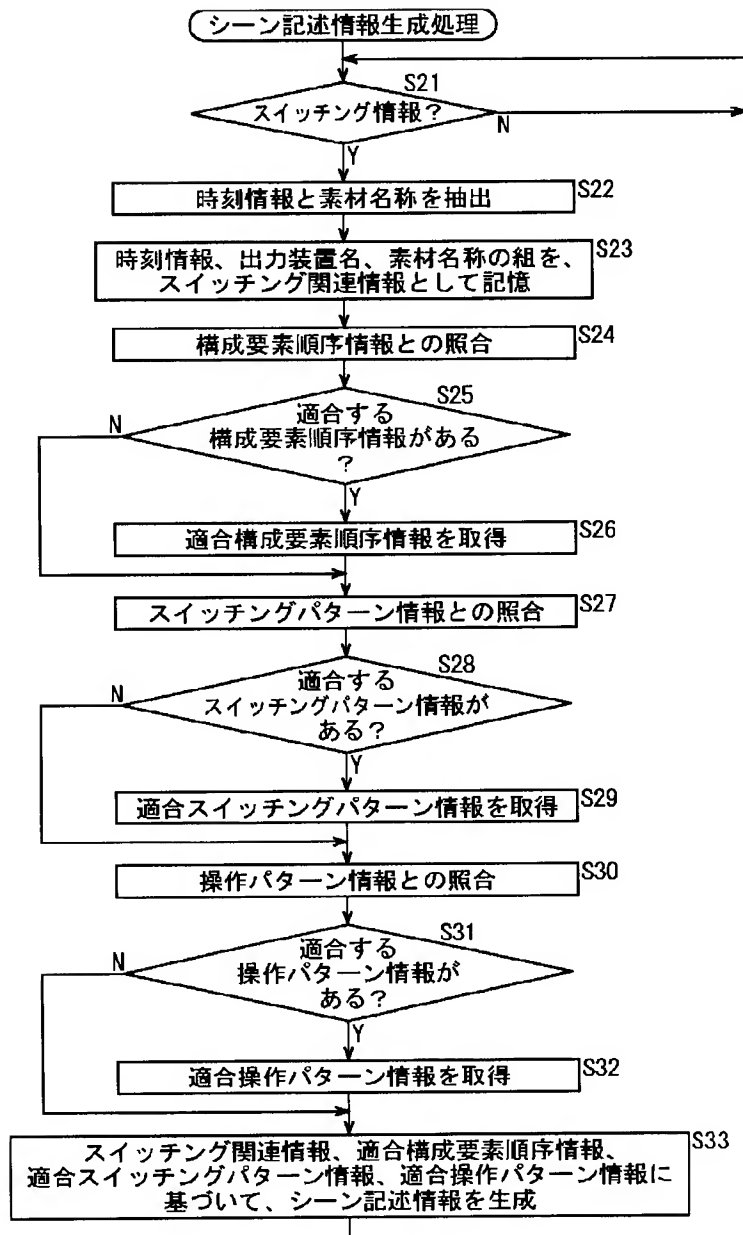 シーン記述情報生成処理
S21
スイッチング情報?
N
Y
時刻情報と素材名称を抽出
S22
時刻情報、出力装置名、素材名称の組を、
スイッチング関連情報として記憶
S23
構成要素順序情報との照合
S24
S25
適合する
構成要素順序情報がある
?
N
Y
適合構成要素順序情報を取得
S26
スイッチングパターン情報との照合
S27
S28
適合する
スイッチングパターン情報が
ある?
N
Y
適合スイッチングパターン情報を取得
S29
操作パターン情報との照合
S30
S31
適合する
操作パターン情報が
ある?
N
Y
適合操作パターン情報を取得
S32
スイッチング関連情報、適合構成要素順序情報、
適合スイッチングパターン情報、適合操作パターン情報に
基づいて、シーン記述情報を生成
S33